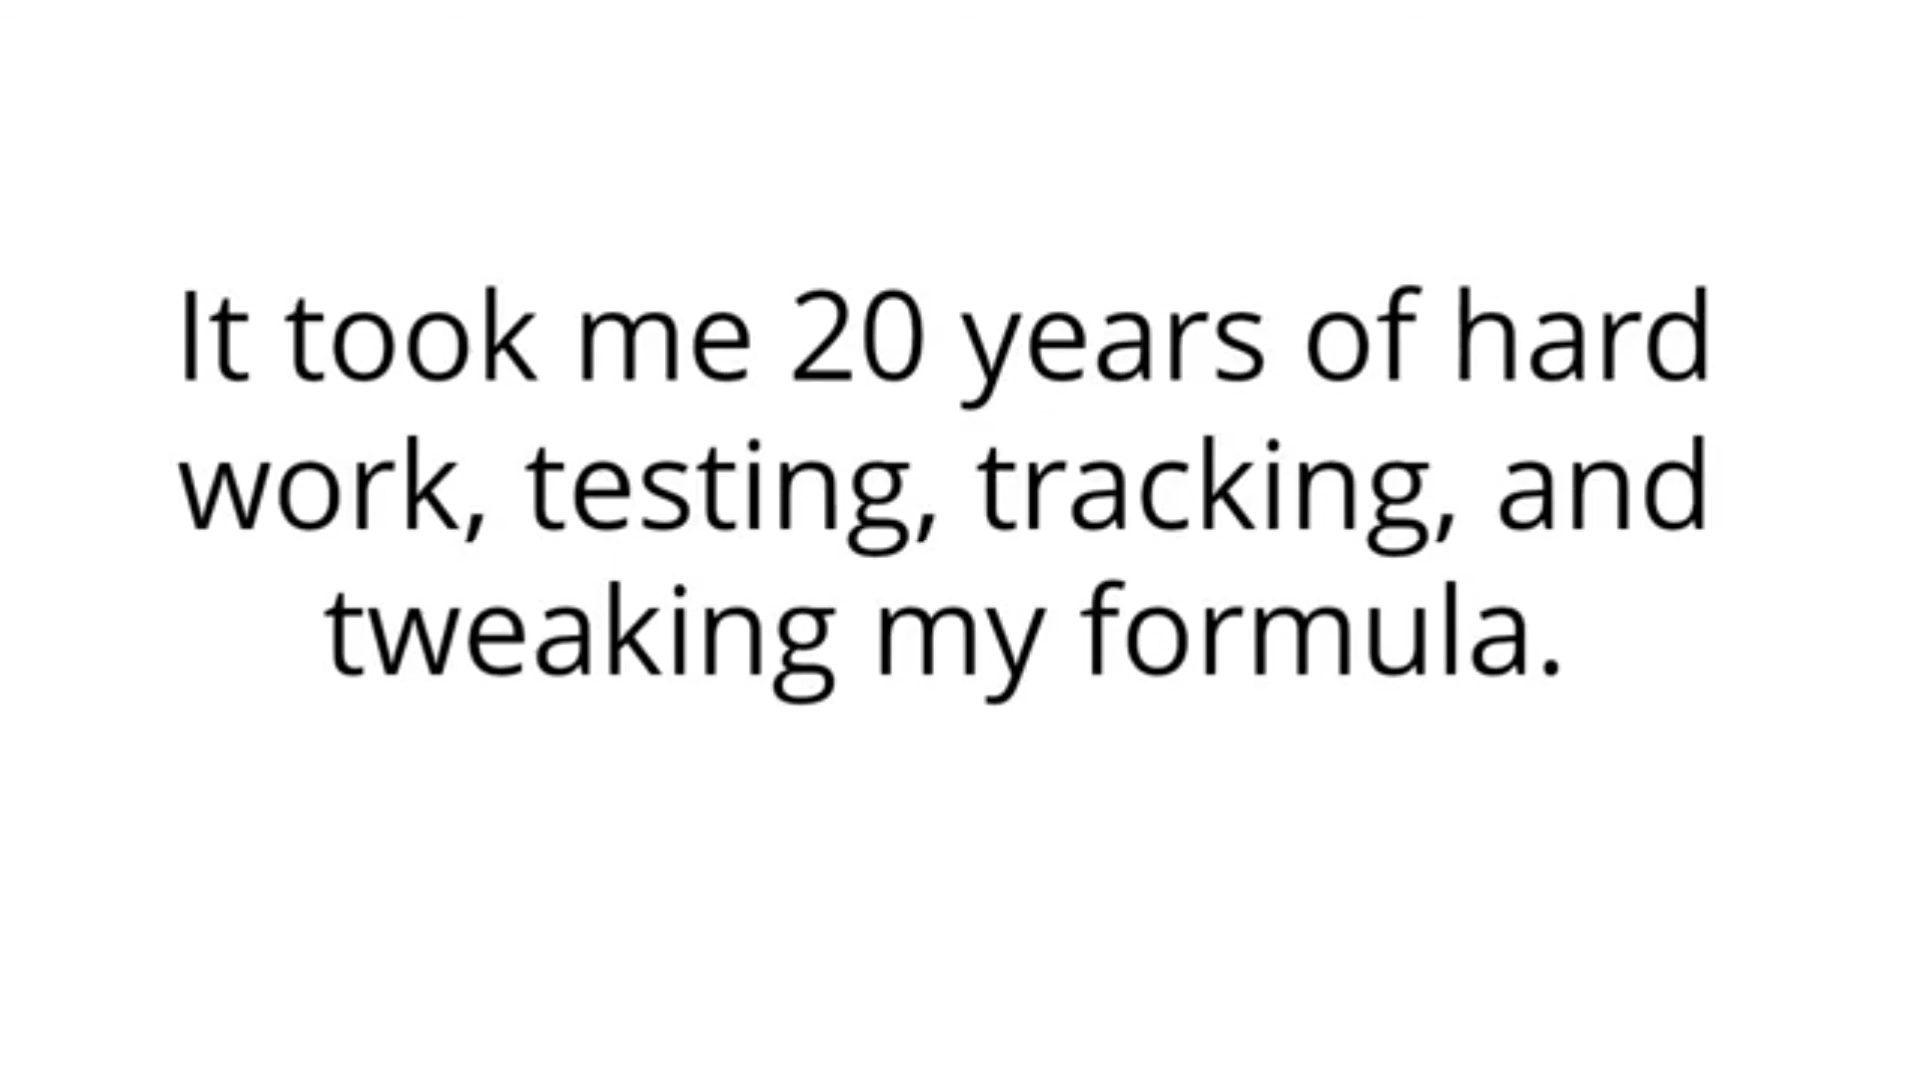 It took me 20 years of hard
work, testing, tracking, and
tweaking my formula.